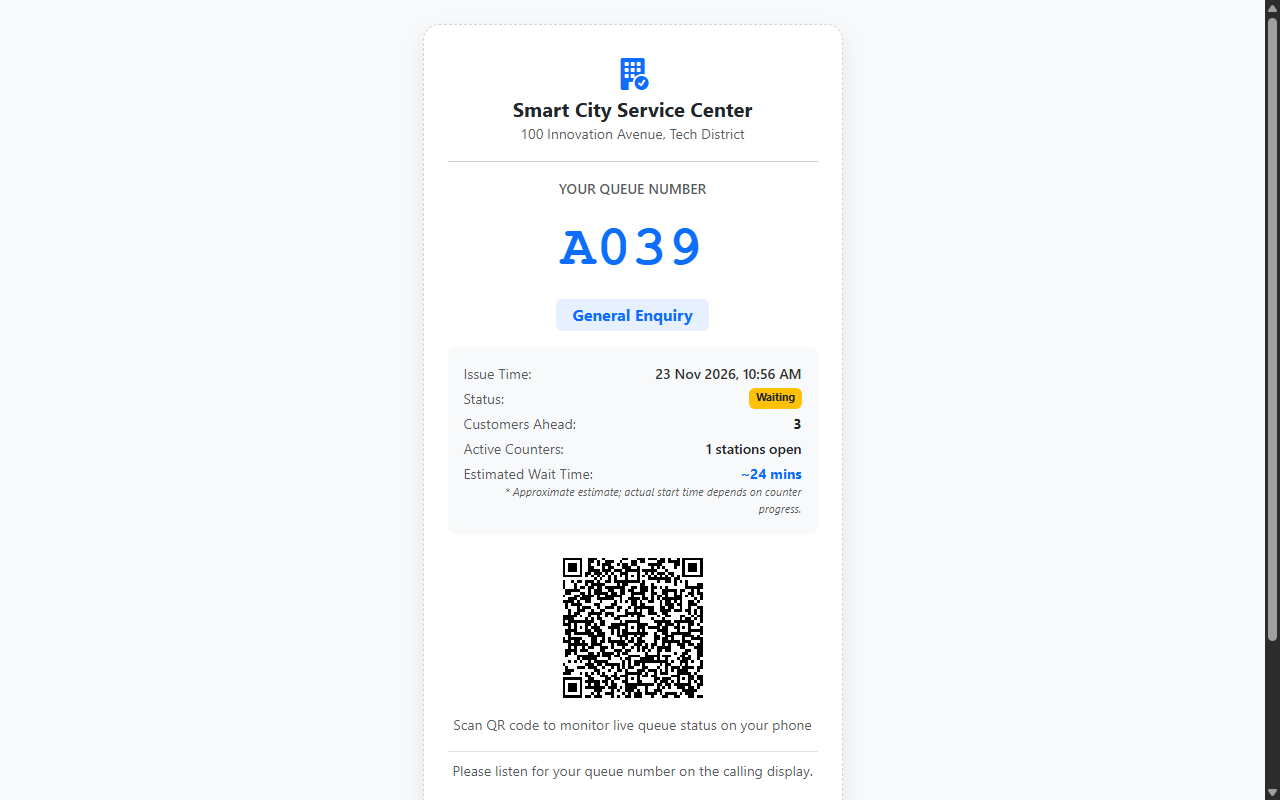 Smart City Service Center
100 Innovation Avenue, Tech District
YOUR QUEUE NUMBER
A039
General Enquiry
Issue Time: 23 Nov 2026, 10:56 AM
Status: Waiting
Customers Ahead: 3
Active Counters: 1 stations open
Estimated Wait Time: ~24 mins
* Approximate estimate; actual start time depends on counter
progress.
Scan QR code to monitor live queue status on your phone
Please listen for your queue number on the calling display.